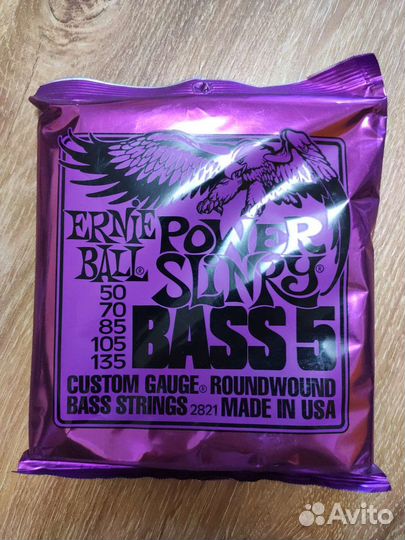 ERNIE BALL®
POWER SLINKY®
50
70
85
105
135
BASS 5
CUSTOM GAUGE® ROUNDWOUND
BASS STRINGS 2821 MADE IN USA
Avito